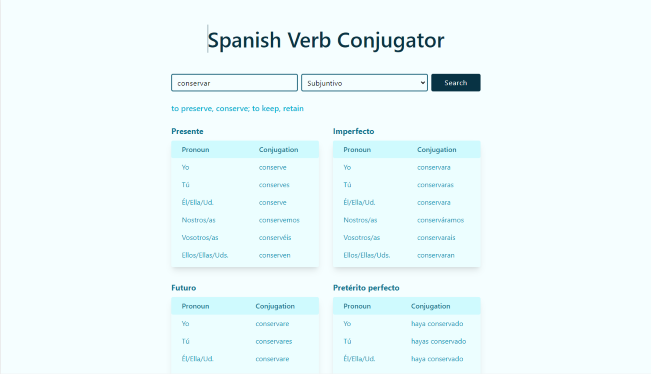 Spanish Verb Conjugator
conservar Subjuntivo Search
to preserve, conserve; to keep, retain
Presente
Pronoun Conjugation
Yo conserve
Tú conserves
Él/Ella/Ud. conserve
Nostros/as conservemos
Vosotros/as conservéis
Ellos/Ellas/Uds. conserven
Imperfecto
Pronoun Conjugation
Yo conservara
Tú conservaras
Él/Ella/Ud. conservara
Nostros/as conserváramos
Vosotros/as conservarais
Ellos/Ellas/Uds. conservaran
Futuro
Pronoun Conjugation
Yo conservare
Tú conservares
Él/Ella/Ud. conservare
Pretérito perfecto
Pronoun Conjugation
Yo haya conservado
Tú hayas conservado
Él/Ella/Ud. haya conservado